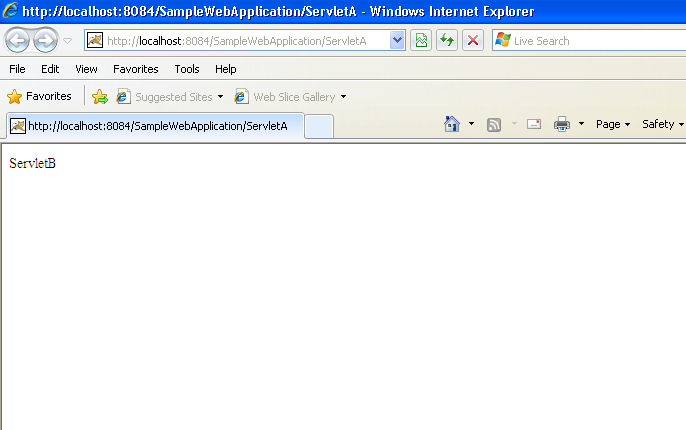 http://localhost:8084/SampleWebApplication/ServletA - Windows Internet Explorer
http://localhost:8084/SampleWebApplication/ServletA Live Search
File Edit View Favorites Tools Help
Favorites Suggested Sites Web Slice Gallery
http://localhost:8084/SampleWebApplication/ServletA Page Safety
ServletB